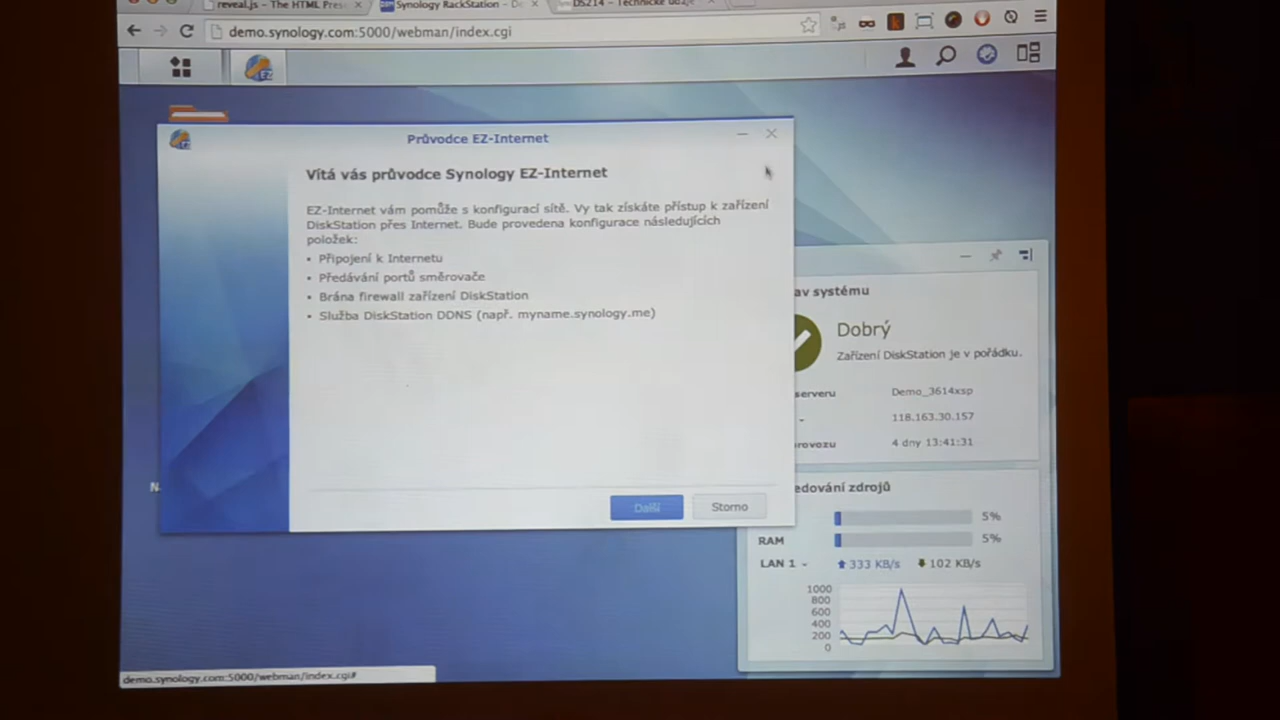 reveal.js - The HTML Pres
Synology RackStation - De
DS214 - Technické údaje
demo.synology.com:5000/webman/index.cgi
EZ
Průvodce EZ-Internet
Vítá vás průvodce Synology EZ-Internet
EZ-Internet vám pomůže s konfigurací sítě. Vy tak získáte přístup k zařízení
DiskStation přes Internet. Bude provedena konfigurace následujících
položek:
• Připojení k Internetu
• Předávání portů směrovače
• Brána firewall zařízení DiskStation
• Služba DiskStation DDNS (např. myname.synology.me)
Další
Storno
av systému
Dobrý
Zařízení DiskStation je v pořádku.
serveru Demo_3614xsp
118.163.30.157
rovozu 4 dny 13:41:31
edování zdrojů
5%
RAM 5%
LAN 1 333 KB/s 102 KB/s
1000
800
600
400
200
0
N
demo.synology.com:5000/webman/index.cgi#